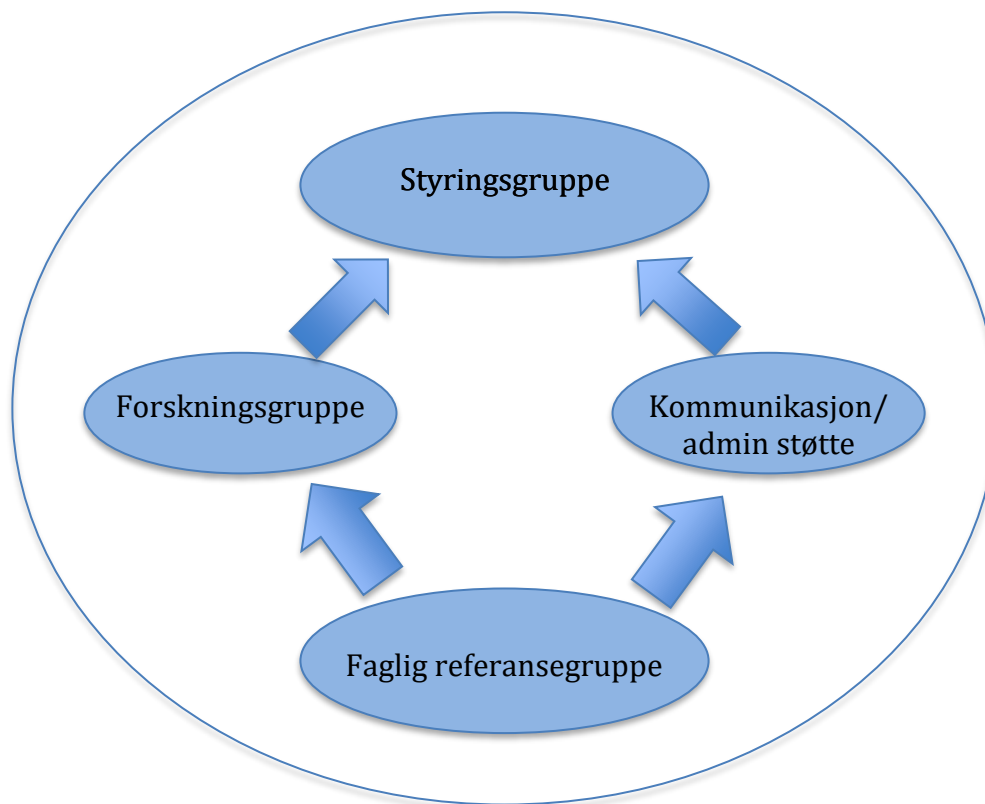 Styringsgruppe
Forskningsgruppe
Kommunikasjon/
admin støtte
Faglig referansegruppe